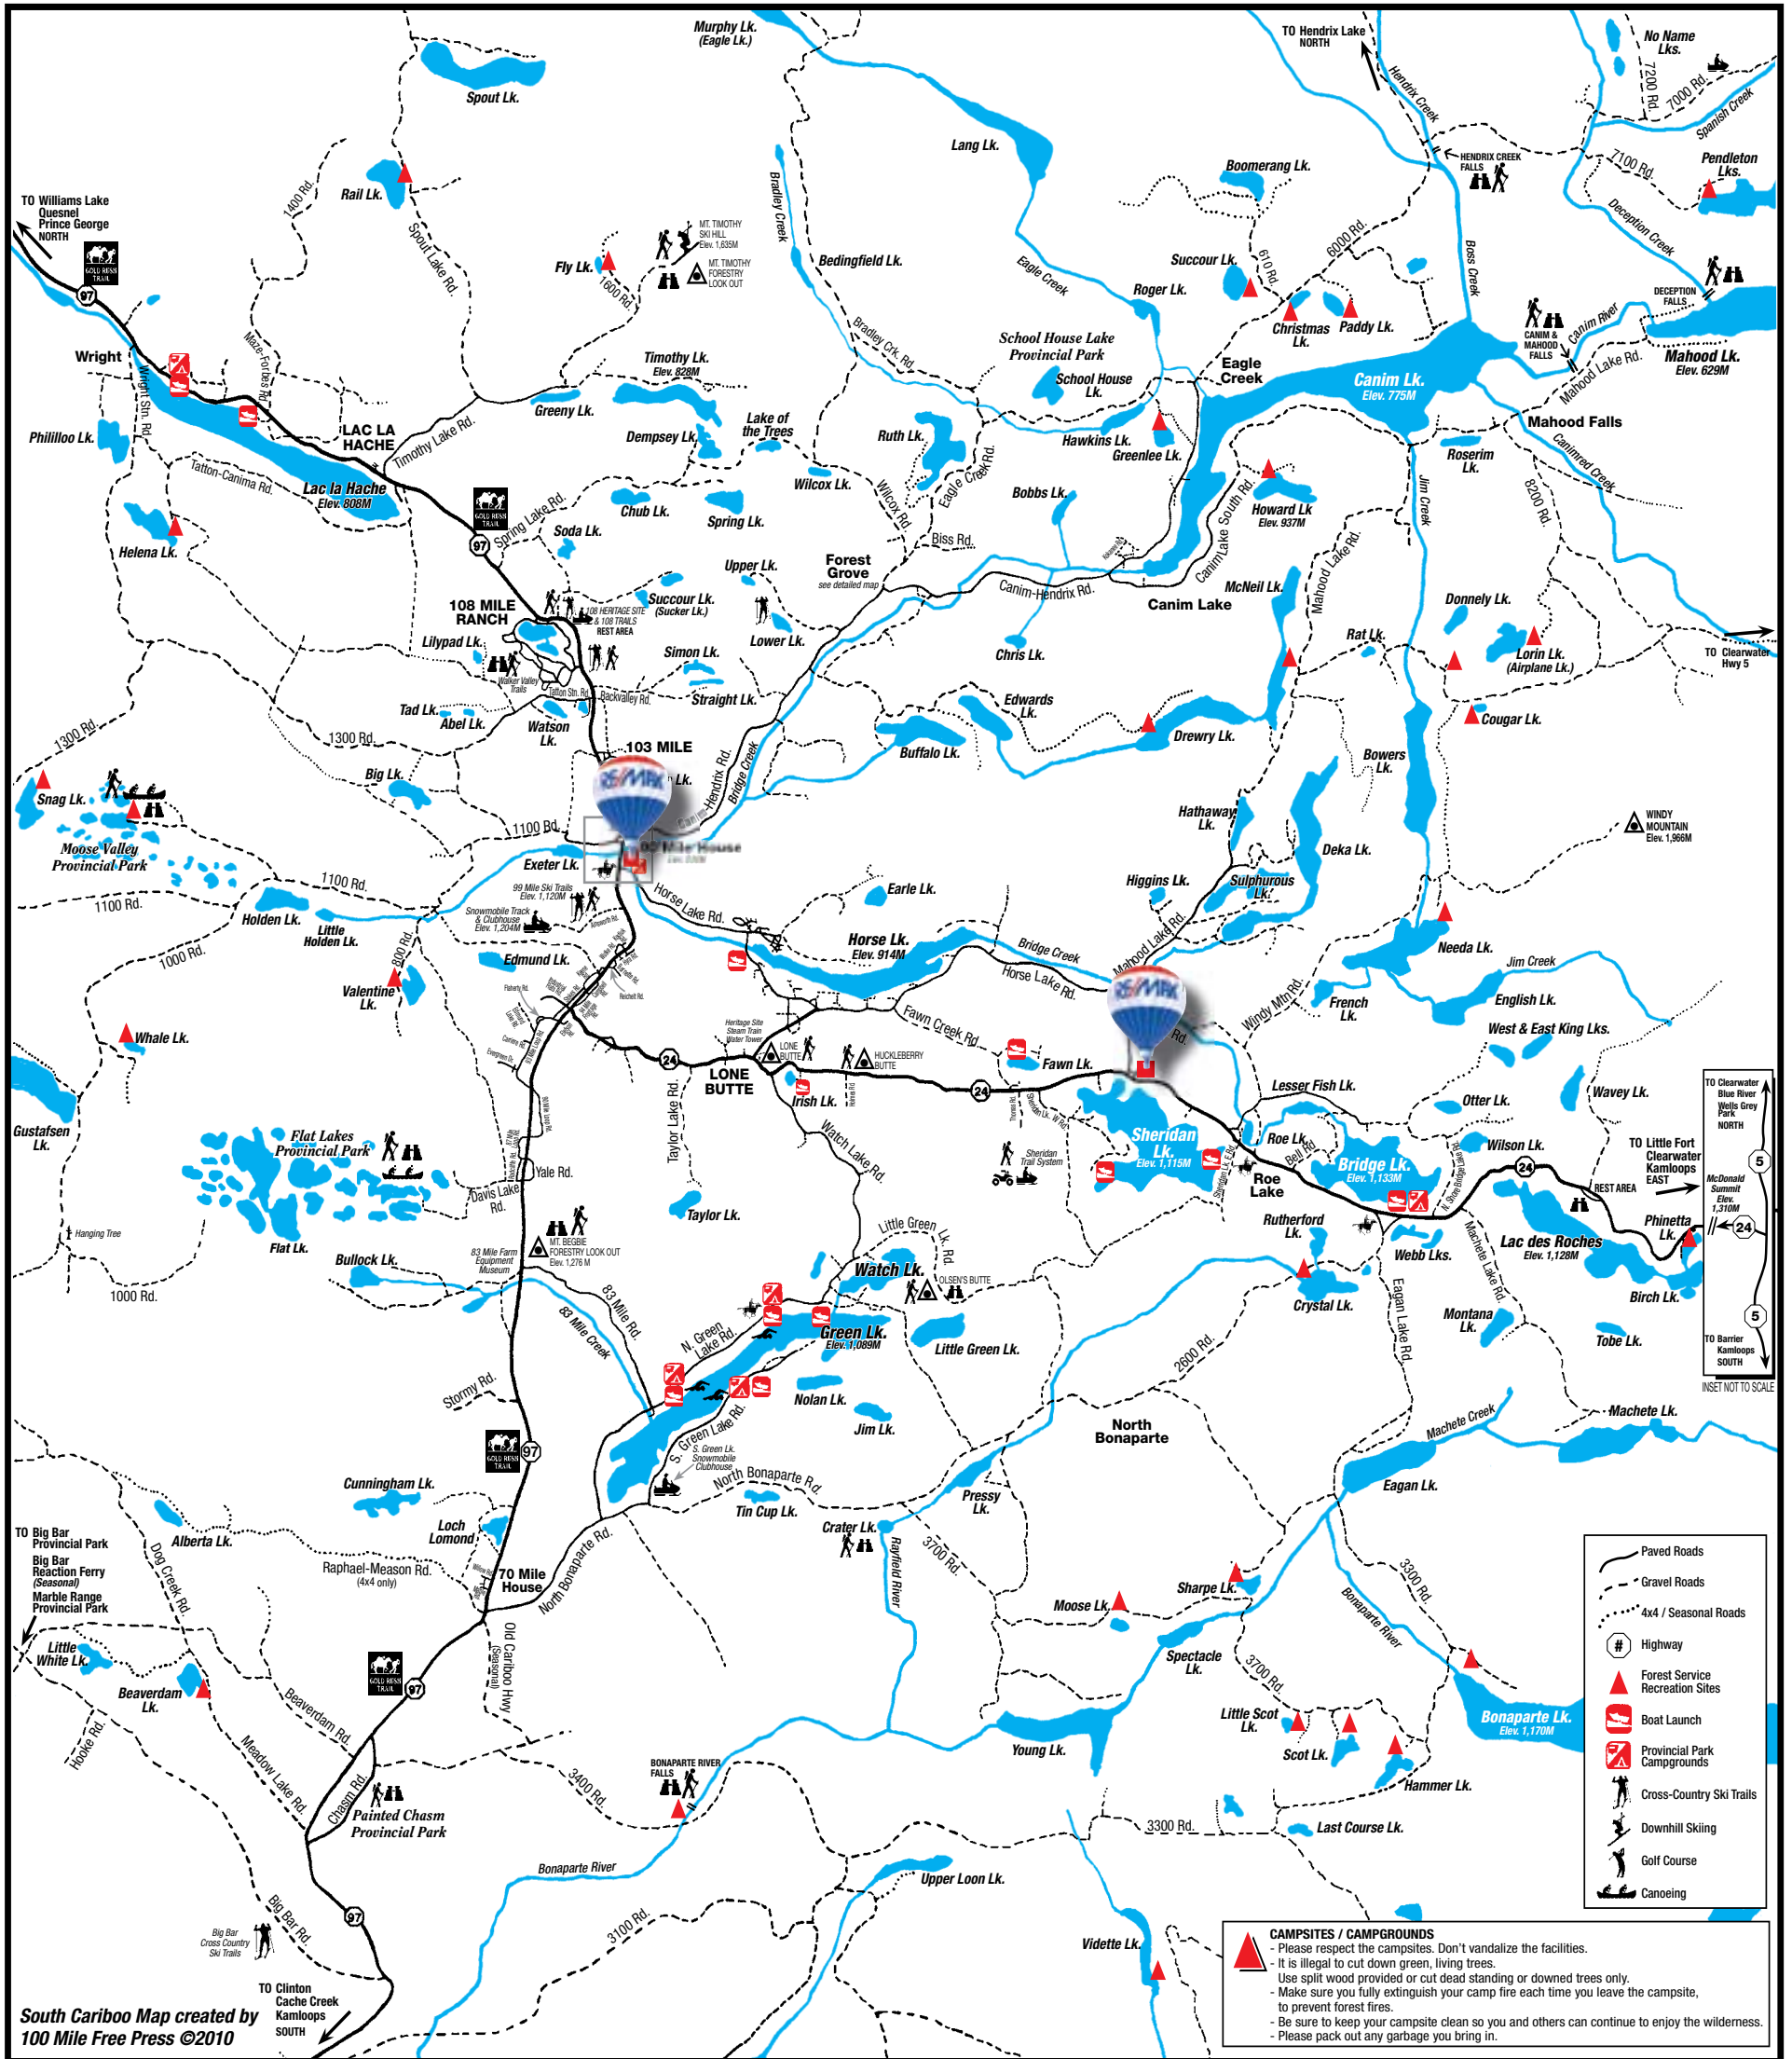 Murphy Lk.
(Eagle Lk.)
TO Hendrix Lake
NORTH
No Name
Lks.
7200 Rd.
7000 Rd.
Spanish Creek
Hendrix Creek
Spout Lk.
Lang Lk.
HENDRIX CREEK
FALLS
7100 Rd.
Pendleton
Lks.
Boomerang Lk.
Bradley Creek
1400 Rd.
Rail Lk.
TO Williams Lake
Quesnel
Prince George
NORTH
GOLD RUSH
TRAIL
97
Spout Lake Rd.
MT. TIMOTHY
SKI HILL
Elev. 1,635M
MT. TIMOTHY
FORESTRY
LOOK OUT
Fly Lk.
1600 Rd.
Bedingfield Lk.
Eagle Creek
Succour Lk.
610 Rd.
6000 Rd.
Boss Creek
Deception Creek
Roger Lk.
DECEPTION
FALLS
Christmas
Lk.
Paddy Lk.
CANIM &
MAHOOD
FALLS
Canim River
Mahood Lake Rd.
Mahood Lk.
Elev. 629M
Bradley Crk. Rd.
School House Lake
Provincial Park
School House
Lk.
Eagle
Creek
Canim Lk.
Elev. 775M
Wright
Wright Stn. Rd.
Maze-Forbes Rd.
Timothy Lk.
Elev. 828M
Greeny Lk.
LAC LA
HACHE
Timothy Lake Rd.
Phililloo Lk.
Tatton-Canima Rd.
Lac la Hache
Elev. 808M
Dempsey Lk.
Lake of
the Trees
Ruth Lk.
Hawkins Lk.
Greenlee Lk.
Mahood Falls
Canimred Creek
Roserim
Lk.
Wilcox Lk.
Wilcox Rd.
Eagle Creek Rd.
Bobbs Lk.
Howard Lk
Elev. 937M
Canim Lake South Rd.
Jim Creek
8200 Rd.
GOLD RUSH
TRAIL
97
Spring Lake Rd.
Chub Lk.
Spring Lk.
Soda Lk.
Helena Lk.
Biss Rd.
Forest
Grove
see detailed map
Upper Lk.
Canim-Hendrix Rd.
Canim Lake
McNeil Lk.
Mahood Lake Rd.
Donnely Lk.
Succour Lk.
(Sucker Lk.)
108 MILE
RANCH
108 HERITAGE SITE
& 108 TRAILS
REST AREA
Lower Lk.
Lilypad Lk.
Walker Valley
Trails
Simon Lk.
Chris Lk.
Rat Lk.
Lorin Lk.
(Airplane Lk.)
TO Clearwater
Hwy 5
Tatton Stn. Rd.
Backvalley Rd.
Straight Lk.
Tad Lk.
Abel Lk.
Watson
Lk.
Edwards
Lk.
Buffalo Lk.
Drewry Lk.
Cougar Lk.
1300 Rd.
1300 Rd.
103 MILE
Lk.
RE/MAX
Canim-Hendrix Rd.
Bridge Creek
Bowers
Lk.
Big Lk.
Snag Lk.
Moose Valley
Provincial Park
1100 Rd.
Exeter Lk.
Hathaway
Lk.
Deka Lk.
WINDY
MOUNTAIN
Elev. 1,966M
1100 Rd.
1100 Rd.
Holden Lk.
Little
Holden Lk.
99 Mile Ski Trails
Elev. 1,120M
Snowmobile Track
& Clubhouse
Elev. 1,204M
Horse Lake Rd.
Earle Lk.
Higgins Lk.
Sulphurous
Lk.
Mahood Lake Rd.
Horse Lk.
Elev. 914M
Bridge Creek
Horse Lake Rd.
Needa Lk.
1000 Rd.
800 Rd.
Valentine
Lk.
Edmund Lk.
Reichelt Rd.
RE/MAX
Rd.
Windy Mtn Rd.
French
Lk.
English Lk.
Jim Creek
Whale Lk.
Heritage Site
Steam Train
Water Tower
Fawn Creek Rd.
West & East King Lks.
LONE
BUTTE
HUCKLEBERRY
BUTTE
24
LONE
BUTTE
Irish Lk.
24
Fawn Lk.
Lesser Fish Lk.
Otter Lk.
Wavey Lk.
Gustafsen
Lk.
Flat Lakes
Provincial Park
Taylor Lake Rd.
Watch Lake Rd.
Sheridan
Trail System
Sheridan
Lk.
Elev. 1,115M
Roe Lk.
Bell Rd
Bridge Lk.
Elev. 1,133M
Wilson Lk.
24
TO Clearwater
Blue River
Wells Grey
Park
NORTH
TO Little Fort
Clearwater
Kamloops
EAST
5
Yale Rd.
Davis Lake
Rd.
Roe
Lake
REST AREA
McDonald
Summit
Elev.
1,310M
24
Hanging Tree
Flat Lk.
Taylor Lk.
Little Green
Lk. Rd.
Rutherford
Lk.
Webb Lks.
Machete Lake Rd.
Lac des Roches
Elev. 1,128M
Phinetta
Lk.
Bullock Lk.
83 Mile Farm
Equipment
Museum
MT. BEGBIE
FORESTRY LOOK OUT
Elev. 1,276 M
Watch Lk.
OLSEN'S BUTTE
Crystal Lk.
Eagan Lake Rd.
Birch Lk.
1000 Rd.
83 Mile Rd.
83 Mile Creek
N. Green
Lake Rd.
Green Lk.
Elev. 1,089M
Little Green Lk.
2600 Rd.
Montana
Lk.
Tobe Lk.
5
TO Barrier
Kamloops
SOUTH
INSET NOT TO SCALE
Stormy Rd.
Nolan Lk.
Jim Lk.
S. Green Lake Rd.
North
Bonaparte
Machete Creek
Machete Lk.
GOLD RUSH
TRAIL
97
S. Green Lk.
Snowmobile
Clubhouse
North Bonaparte Rd.
Tin Cup Lk.
Pressy
Lk.
Eagan Lk.
Cunningham Lk.
Alberta Lk.
Loch
Lomond
Crater Lk.
Rayfield River
3700 Rd.
TO Big Bar
Provincial Park
Big Bar
Reaction Ferry
(Seasonal)
Marble Range
Provincial Park
Dog Creek Rd.
Raphael-Meason Rd.
(4x4 only)
70 Mile
House
North Bonaparte Rd.
Moose Lk.
Sharpe Lk.
3300 Rd.
Bonaparte River
Paved Roads
Gravel Roads
4x4 / Seasonal Roads
# Highway
Forest Service
Recreation Sites
Boat Launch
Provincial Park
Campgrounds
Cross-Country Ski Trails
Downhill Skiing
Golf Course
Canoeing
Little
White Lk.
Beaverdam
Lk.
GOLD RUSH
TRAIL
97
Old Cariboo Hwy
(Seasonal)
Beaverdam Rd.
Hooke Rd.
Meadow Lake Rd.
Spectacle
Lk.
3700 Rd.
Little Scot
Lk.
Scot Lk.
Bonaparte Lk.
Elev. 1,170M
Young Lk.
Hammer Lk.
Chasm Rd.
Painted Chasm
Provincial Park
3400 Rd.
BONAPARTE RIVER
FALLS
3300 Rd.
Last Course Lk.
Bonaparte River
Upper Loon Lk.
97
Big Bar Rd.
Big Bar
Cross Country
Ski Trails
3100 Rd.
Vidette Lk.
TO Clinton
Cache Creek
Kamloops
SOUTH
South Cariboo Map created by
100 Mile Free Press ©2010
CAMPSITES / CAMPGROUNDS
- Please respect the campsites. Don't vandalize the facilities.
- It is illegal to cut down green, living trees.
Use split wood provided or cut dead standing or downed trees only.
- Make sure you fully extinguish your camp fire each time you leave the campsite,
to prevent forest fires.
- Be sure to keep your campsite clean so you and others can continue to enjoy the wilderness.
- Please pack out any garbage you bring in.